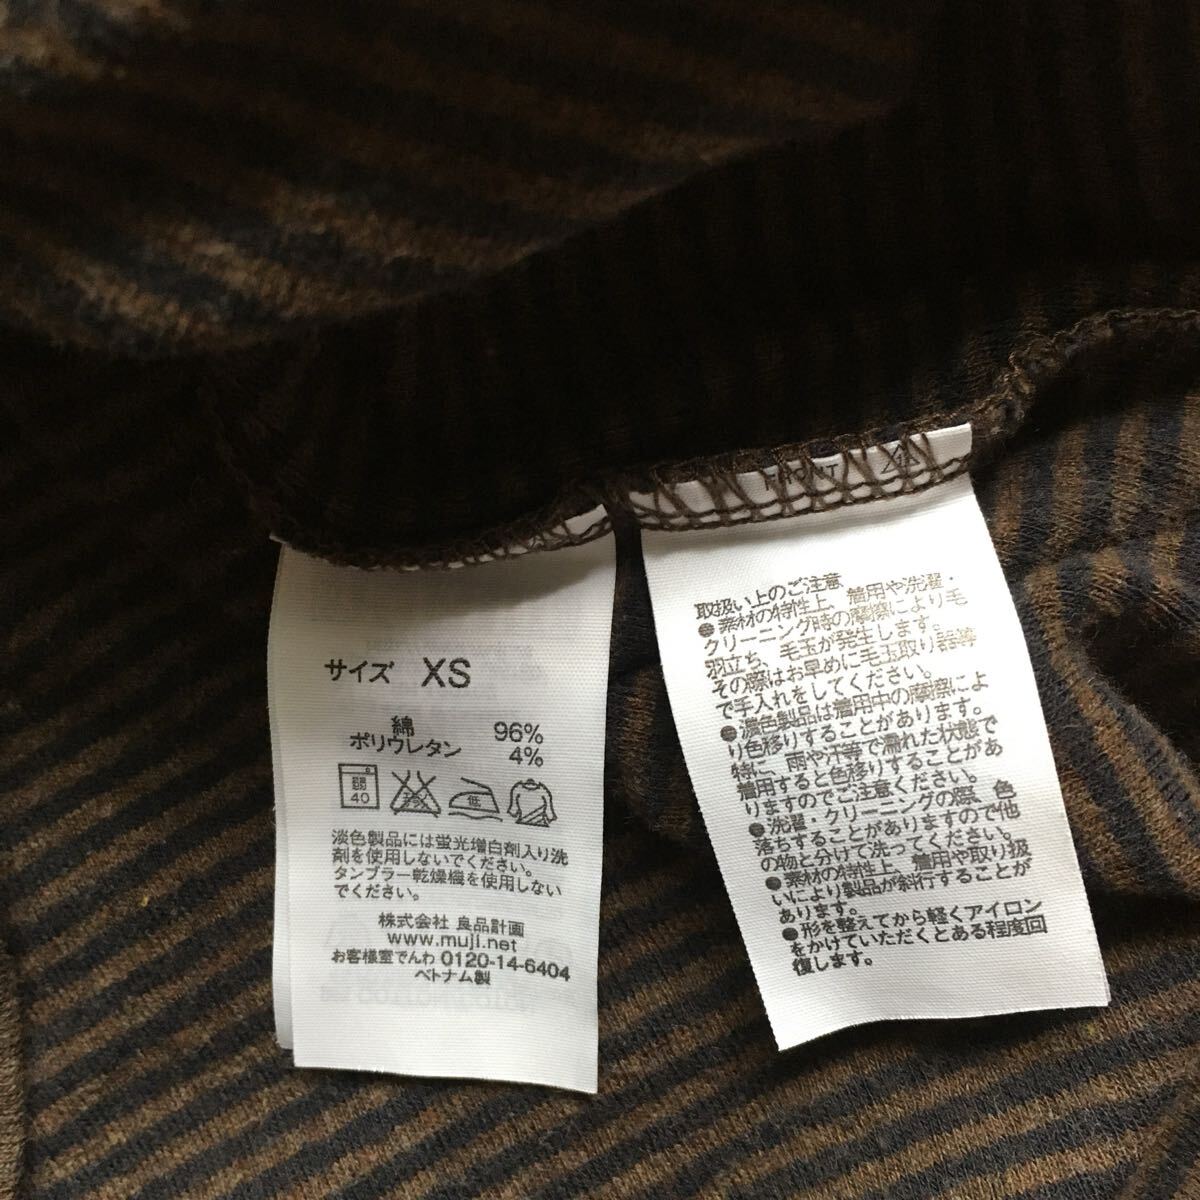 サイズ XS
綿 96%
ポリウレタン 4%
弱
40
低
淡色製品には蛍光増白剤入り洗
剤を使用しないでください。
タンブラー乾燥機を使用しない
でください。
株式会社 良品計画
www.muji.net
お客様室でんわ 0120-14-6404
ベトナム製
取扱い上のご注意
●素材の特性上、着用や洗濯・
クリーニング時の摩擦により毛
羽立ち、毛玉が発生します。
その際はお早めに毛玉取り器等
で手入れをしてください。
●濃色製品は着用中の摩擦によ
り色移りすることがあります。
特に、雨や汗等で濡れた状態で
着用すると色移りすることがあ
りますのでご注意ください。
●洗濯・クリーニングの際、色
落ちすることがありますので他
の物と分けて洗ってください。
●素材の特性上、着用や取り扱
いにより製品が斜行することが
あります。
●形を整えてから軽くアイロン
をかけていただくとある程度回
復します。